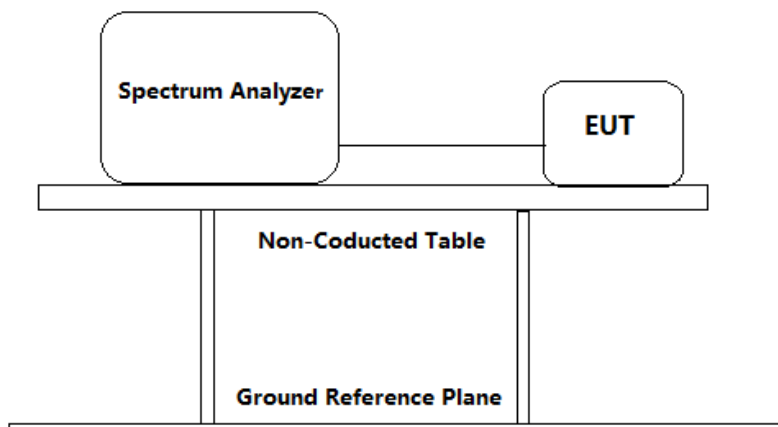 Spectrum Analyzer
EUT
Non-Coducted Table
Ground Reference Plane